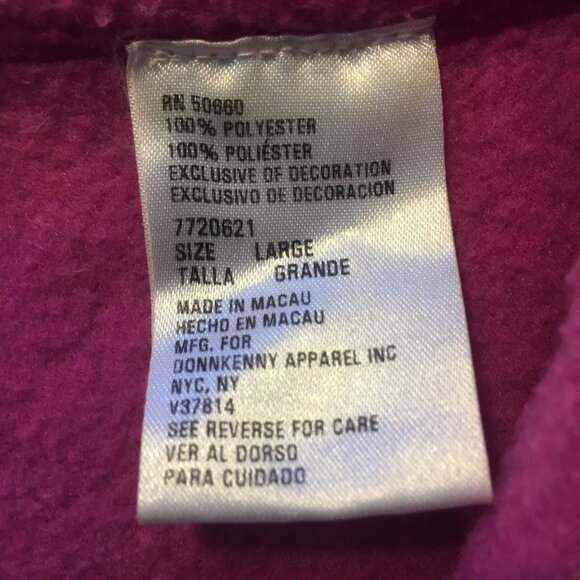 RN 50660
100% POLYESTER
100% POLIÉSTER
EXCLUSIVE OF DECORATION
EXCLUSIVO DE DECORACION
7720621
SIZE LARGE
TALLA GRANDE
MADE IN MACAU
HECHO EN MACAU
MFG. FOR
DONNKENNY APPAREL INC
NYC, NY
V37814
SEE REVERSE FOR CARE
VER AL DORSO
PARA CUIDADO